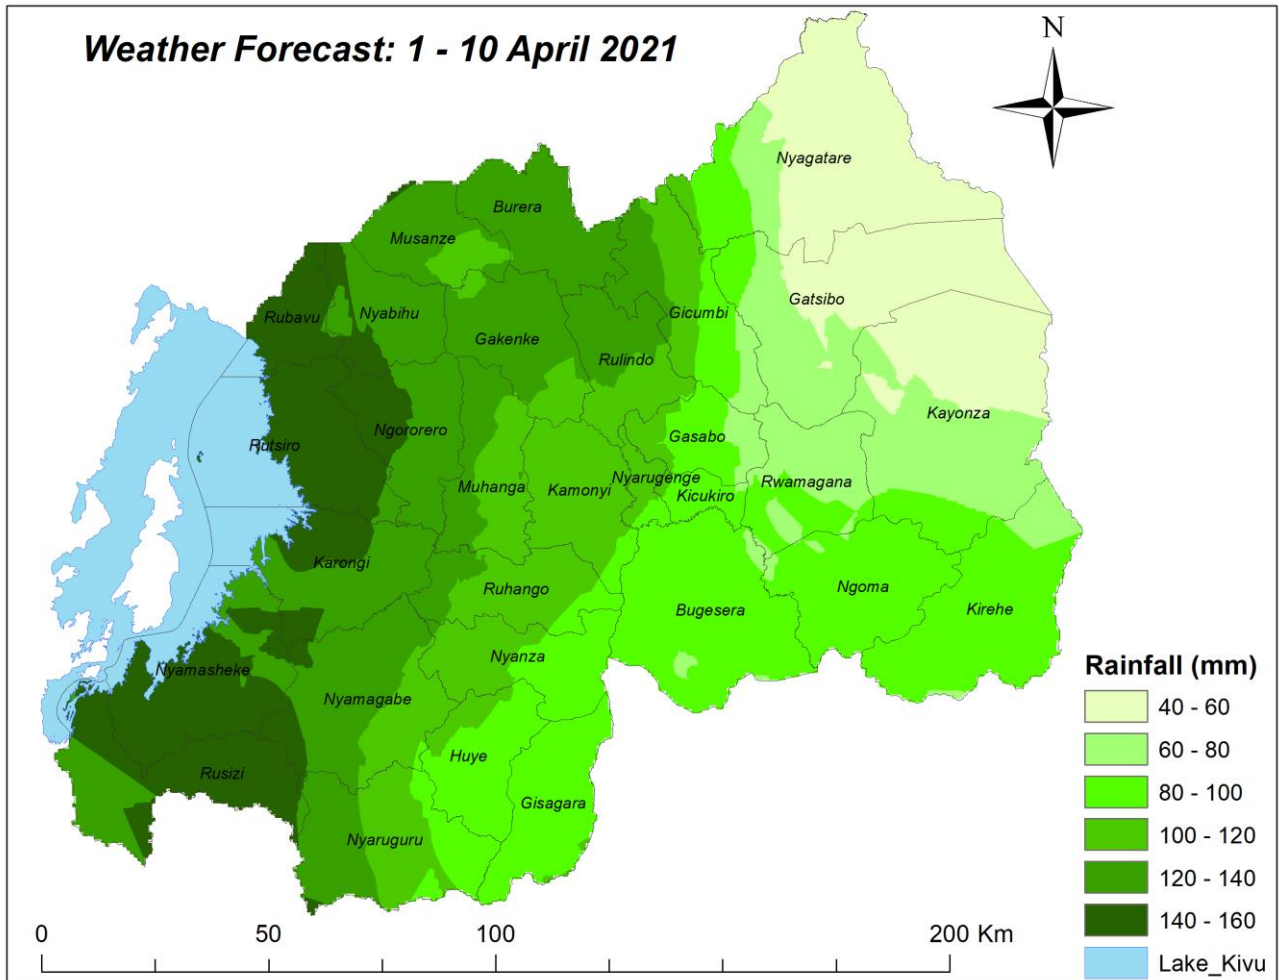 Weather Forecast: 1 - 10 April 2021
N
Nyagatare
Burera
Musanze
Gatsibo
Rubavu
Nyabihu
Gicumbi
Gakenke
Rulindo
Kayonza
Ngororero
Gasabo
Rutsiro
Nyarugenge
Rwamagana
Muhanga
Kamonyi
Kicukiro
Karongi
Ruhango
Ngoma
Bugesera
Kirehe
Nyanza
Nyamasheke
Nyamagabe
Huye
Rusizi
Gisagara
Nyaruguru
Rainfall (mm)
40 - 60
60 - 80
80 - 100
100 - 120
120 - 140
140 - 160
Lake_Kivu
0 50 100 200 Km